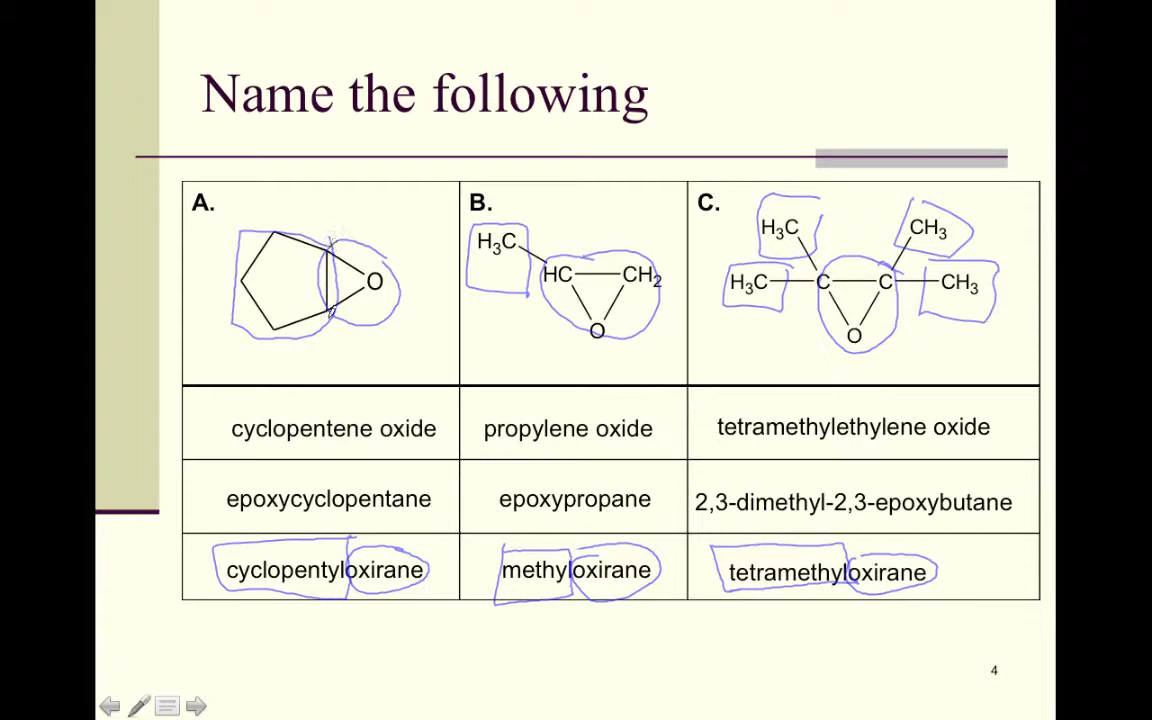 Name the following
A.
B.
C.
O
H3C
HC
CH2
O
H3C
CH3
H3C
C
C
CH3
O
cyclopentene oxide
propylene oxide
tetramethylethylene oxide
epoxycyclopentane
epoxypropane
2,3-dimethyl-2,3-epoxybutane
cyclopentyloxirane
methyloxirane
tetramethyloxirane
4